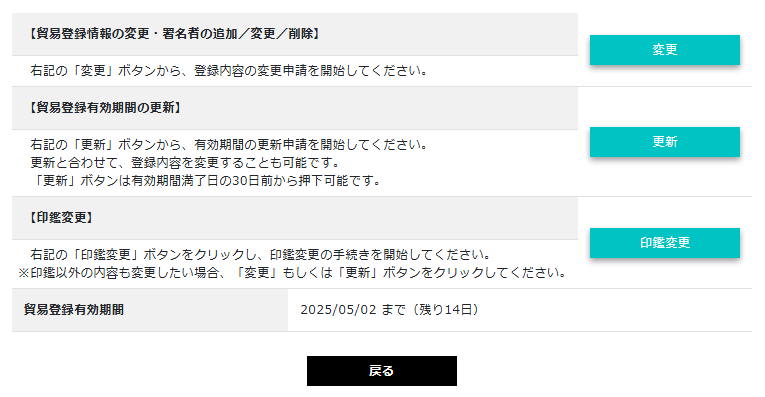 【貿易登録情報の変更・署名者の追加／変更／削除】
変更
右記の「変更」ボタンから、登録内容の変更申請を開始してください。
【貿易登録有効期間の更新】
右記の「更新」ボタンから、有効期間の更新申請を開始してください。
更新
更新と合わせて、登録内容を変更することも可能です。
「更新」ボタンは有効期間満了日の30日前から押下可能です。
【印鑑変更】
印鑑変更
右記の「印鑑変更」ボタンをクリックし、印鑑変更の手続きを開始してください。
※印鑑以外の内容も変更したい場合、「変更」もしくは「更新」ボタンをクリックしてください。
貿易登録有効期間
2025/05/02 まで（残り14日）
戻る